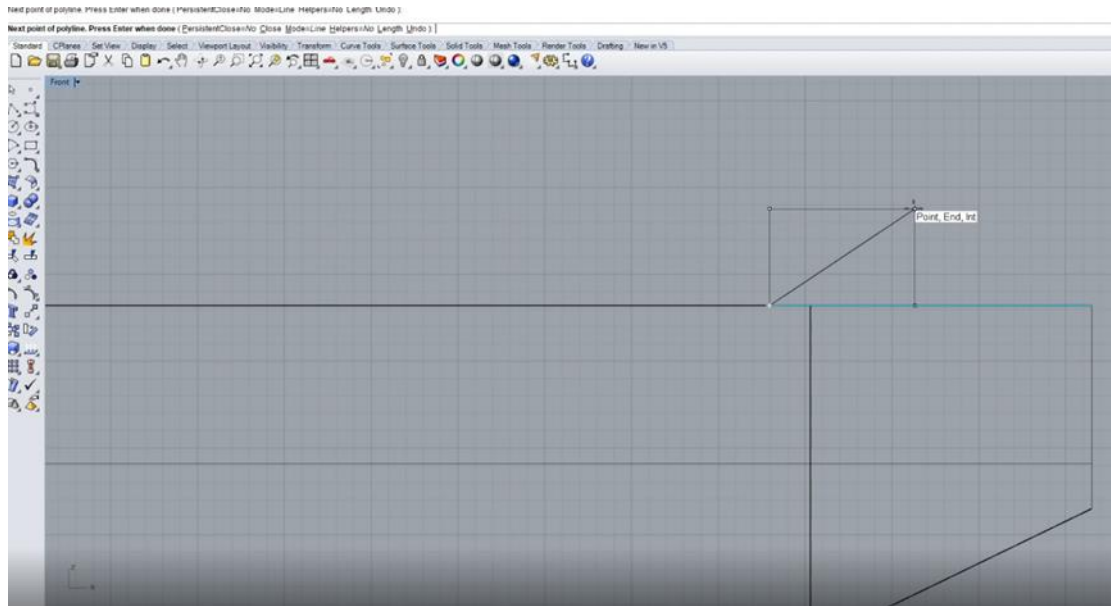 Next point of polyline. Press Enter when done ( PersistentClose=No Mode=Line Helpers=No Length Undo ):
Next point of polyline. Press Enter when done ( PersistentClose=No Close Mode=Line Helpers=No Length Undo ):
Standard CPlanes Set View Display Select Viewport Layout Visibility Transform Curve Tools Surface Tools Solid Tools Mesh Tools Render Tools Drafting New in V5
Front
Point, End, Int
z
x